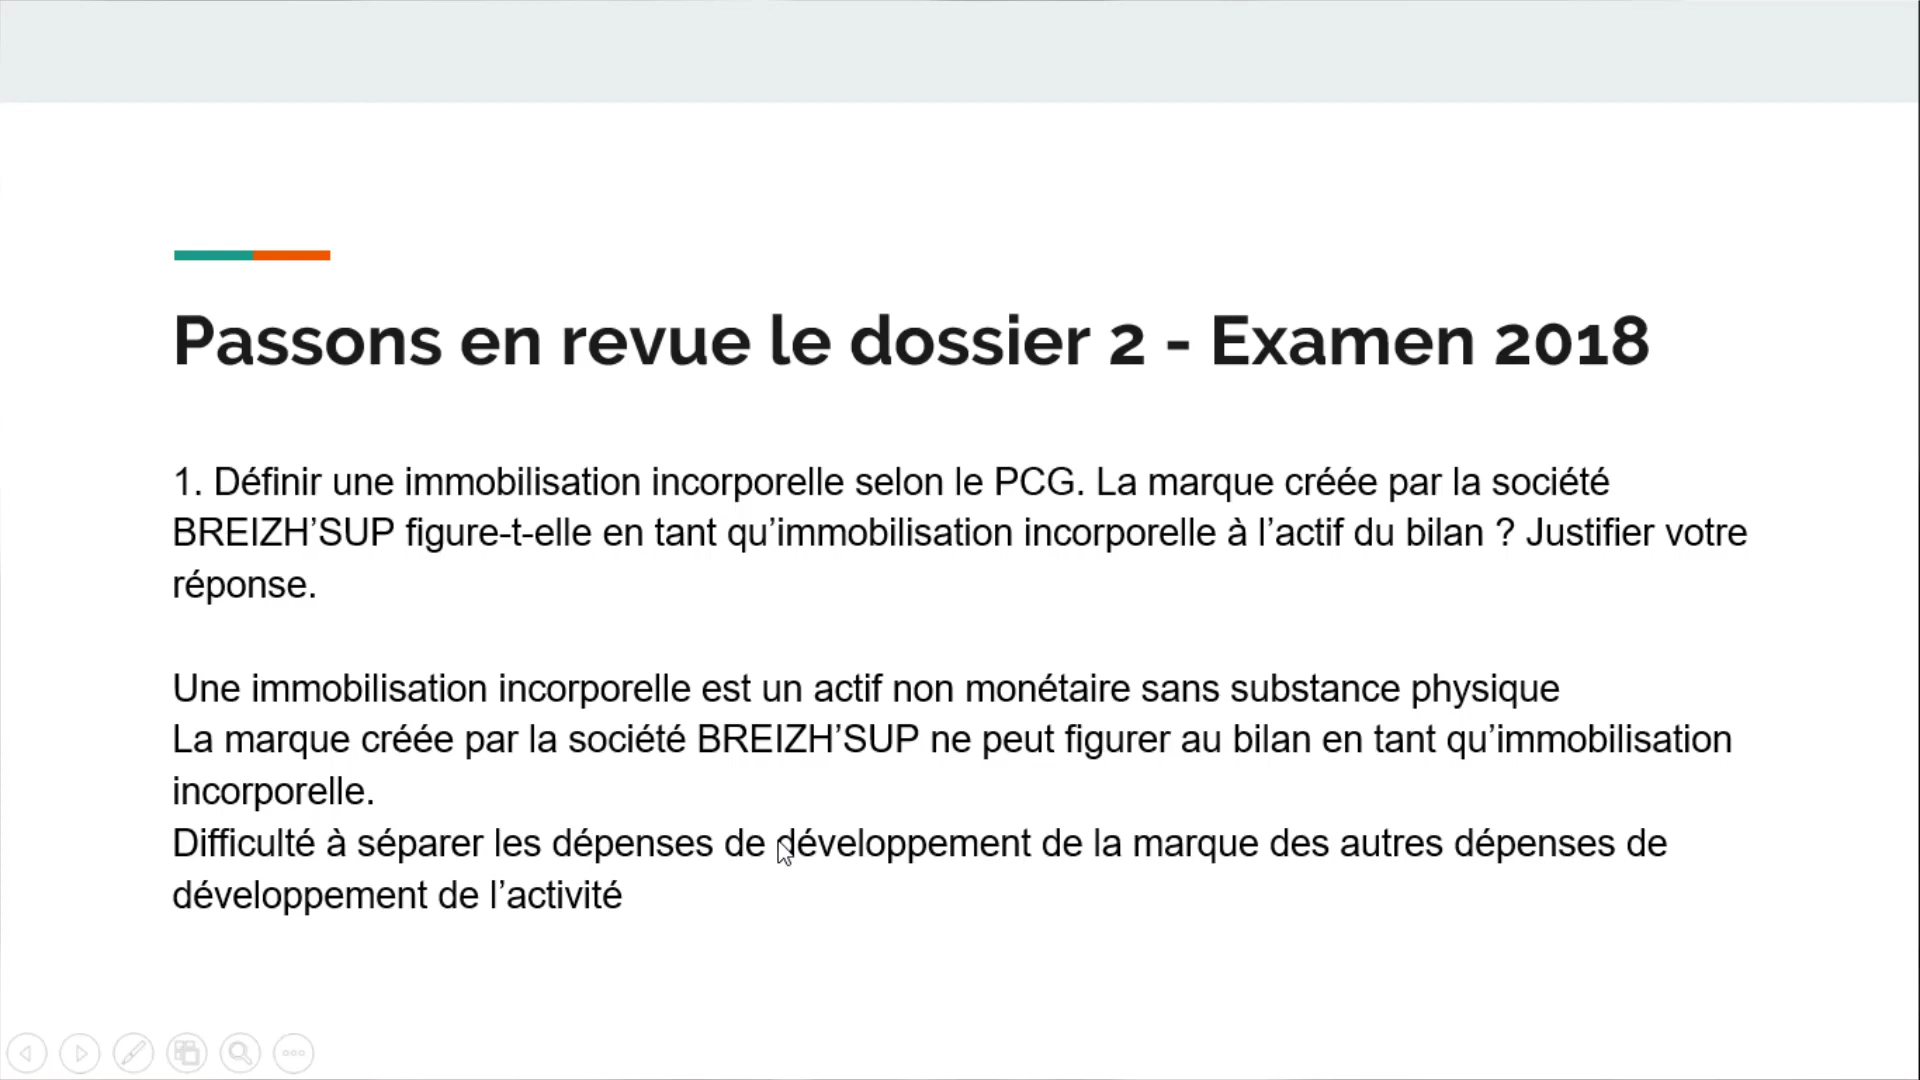 Passons en revue le dossier 2 - Examen 2018
1. Définir une immobilisation incorporelle selon le PCG. La marque créée par la société
BREIZH’SUP figure-t-elle en tant qu’immobilisation incorporelle à l’actif du bilan ? Justifier votre
réponse.
Une immobilisation incorporelle est un actif non monétaire sans substance physique
La marque créée par la société BREIZH’SUP ne peut figurer au bilan en tant qu’immobilisation
incorporelle.
Difficulté à séparer les dépenses de développement de la marque des autres dépenses de
développement de l’activité